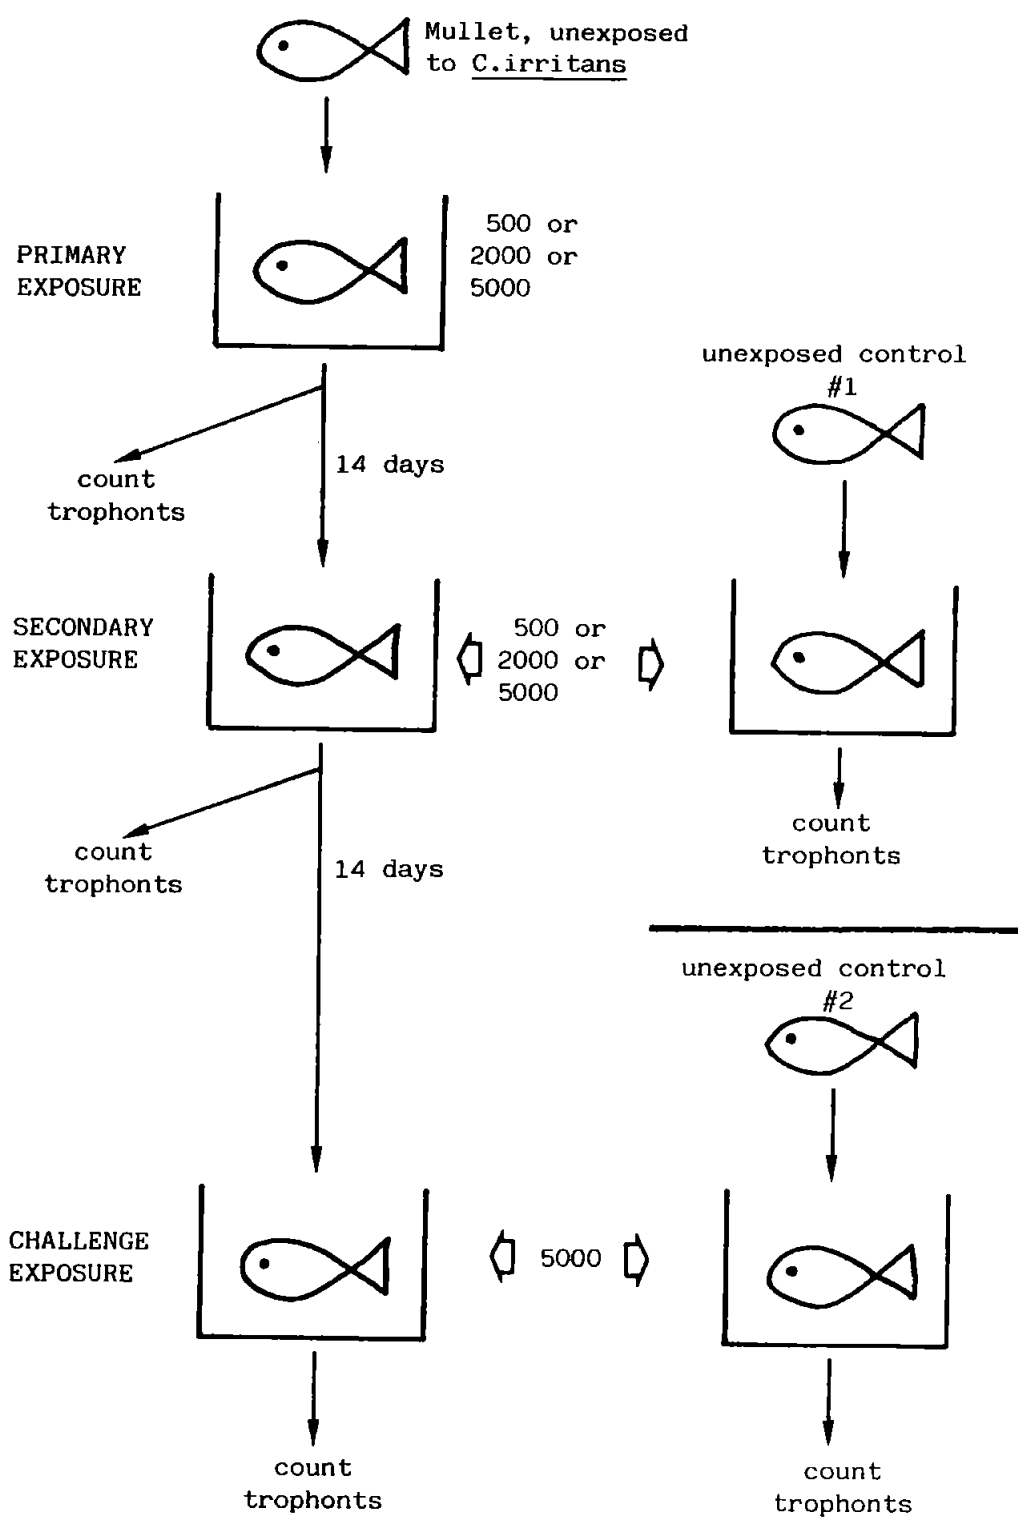 Mullet, unexposed
to C.irritans
PRIMARY
EXPOSURE
500 or
2000 or
5000
count
trophonts
14 days
unexposed control
#1
SECONDARY
EXPOSURE
500 or
2000 or
5000
count
trophonts
count
trophonts
14 days
unexposed control
#2
CHALLENGE
EXPOSURE
5000
count
trophonts
count
trophonts